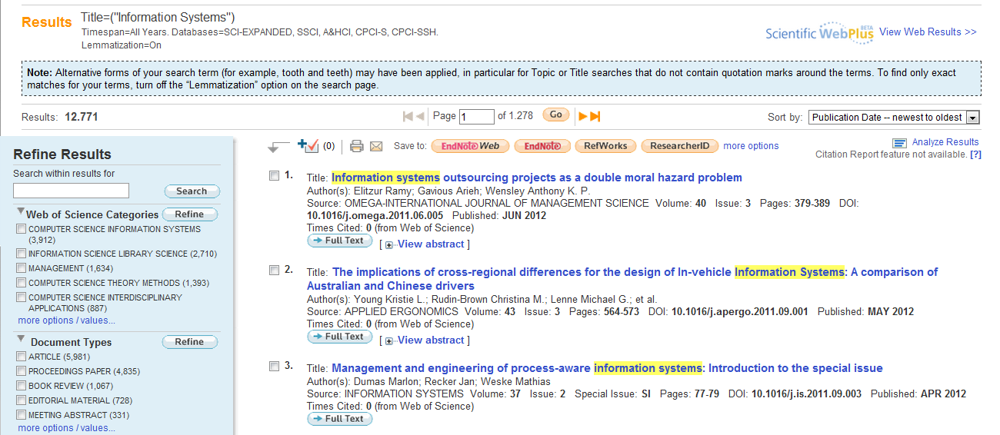 Results Title=("Information Systems")
Timespan=All Years. Databases=SCI-EXPANDED, SSCI, A&HCI, CPCI-S, CPCI-SSH.
Lemmatization=On
Scientific WebPlus BETA View Web Results >>
Note: Alternative forms of your search term (for example, tooth and teeth) may have been applied, in particular for Topic or Title searches that do not contain quotation marks around the terms. To find only exact
matches for your terms, turn off the “Lemmatization” option on the search page.
Results: 12.771 Page 1 of 1.278 Go Sort by: Publication Date -- newest to oldest
Refine Results
Search within results for
Search
Web of Science Categories Refine
COMPUTER SCIENCE INFORMATION SYSTEMS
(3,912)
INFORMATION SCIENCE LIBRARY SCIENCE (2,710)
MANAGEMENT (1,634)
COMPUTER SCIENCE THEORY METHODS (1,393)
COMPUTER SCIENCE INTERDISCIPLINARY
APPLICATIONS (887)
more options / values...
Document Types Refine
ARTICLE (5,981)
PROCEEDINGS PAPER (4,835)
BOOK REVIEW (1,067)
EDITORIAL MATERIAL (728)
MEETING ABSTRACT (331)
more options / values...
(0) Save to: EndNote Web EndNote RefWorks ResearcherID more options
Analyze Results
Citation Report feature not available. [?]
1. Title: Information systems outsourcing projects as a double moral hazard problem
Author(s): Elitzur Ramy; Gavious Arieh; Wensley Anthony K. P.
Source: OMEGA-INTERNATIONAL JOURNAL OF MANAGEMENT SCIENCE Volume: 40 Issue: 3 Pages: 379-389 DOI:
10.1016/j.omega.2011.06.005 Published: JUN 2012
Times Cited: 0 (from Web of Science)
Full Text [ View abstract ]
2. Title: The implications of cross-regional differences for the design of In-vehicle Information Systems: A comparison of
Australian and Chinese drivers
Author(s): Young Kristie L.; Rudin-Brown Christina M.; Lenne Michael G.; et al.
Source: APPLIED ERGONOMICS Volume: 43 Issue: 3 Pages: 564-573 DOI: 10.1016/j.apergo.2011.09.001 Published: MAY 2012
Times Cited: 0 (from Web of Science)
Full Text [ View abstract ]
3. Title: Management and engineering of process-aware information systems: Introduction to the special issue
Author(s): Dumas Marlon; Recker Jan; Weske Mathias
Source: INFORMATION SYSTEMS Volume: 37 Issue: 2 Special Issue: SI Pages: 77-79 DOI: 10.1016/j.is.2011.09.003 Published: APR 2012
Times Cited: 0 (from Web of Science)
Full Text